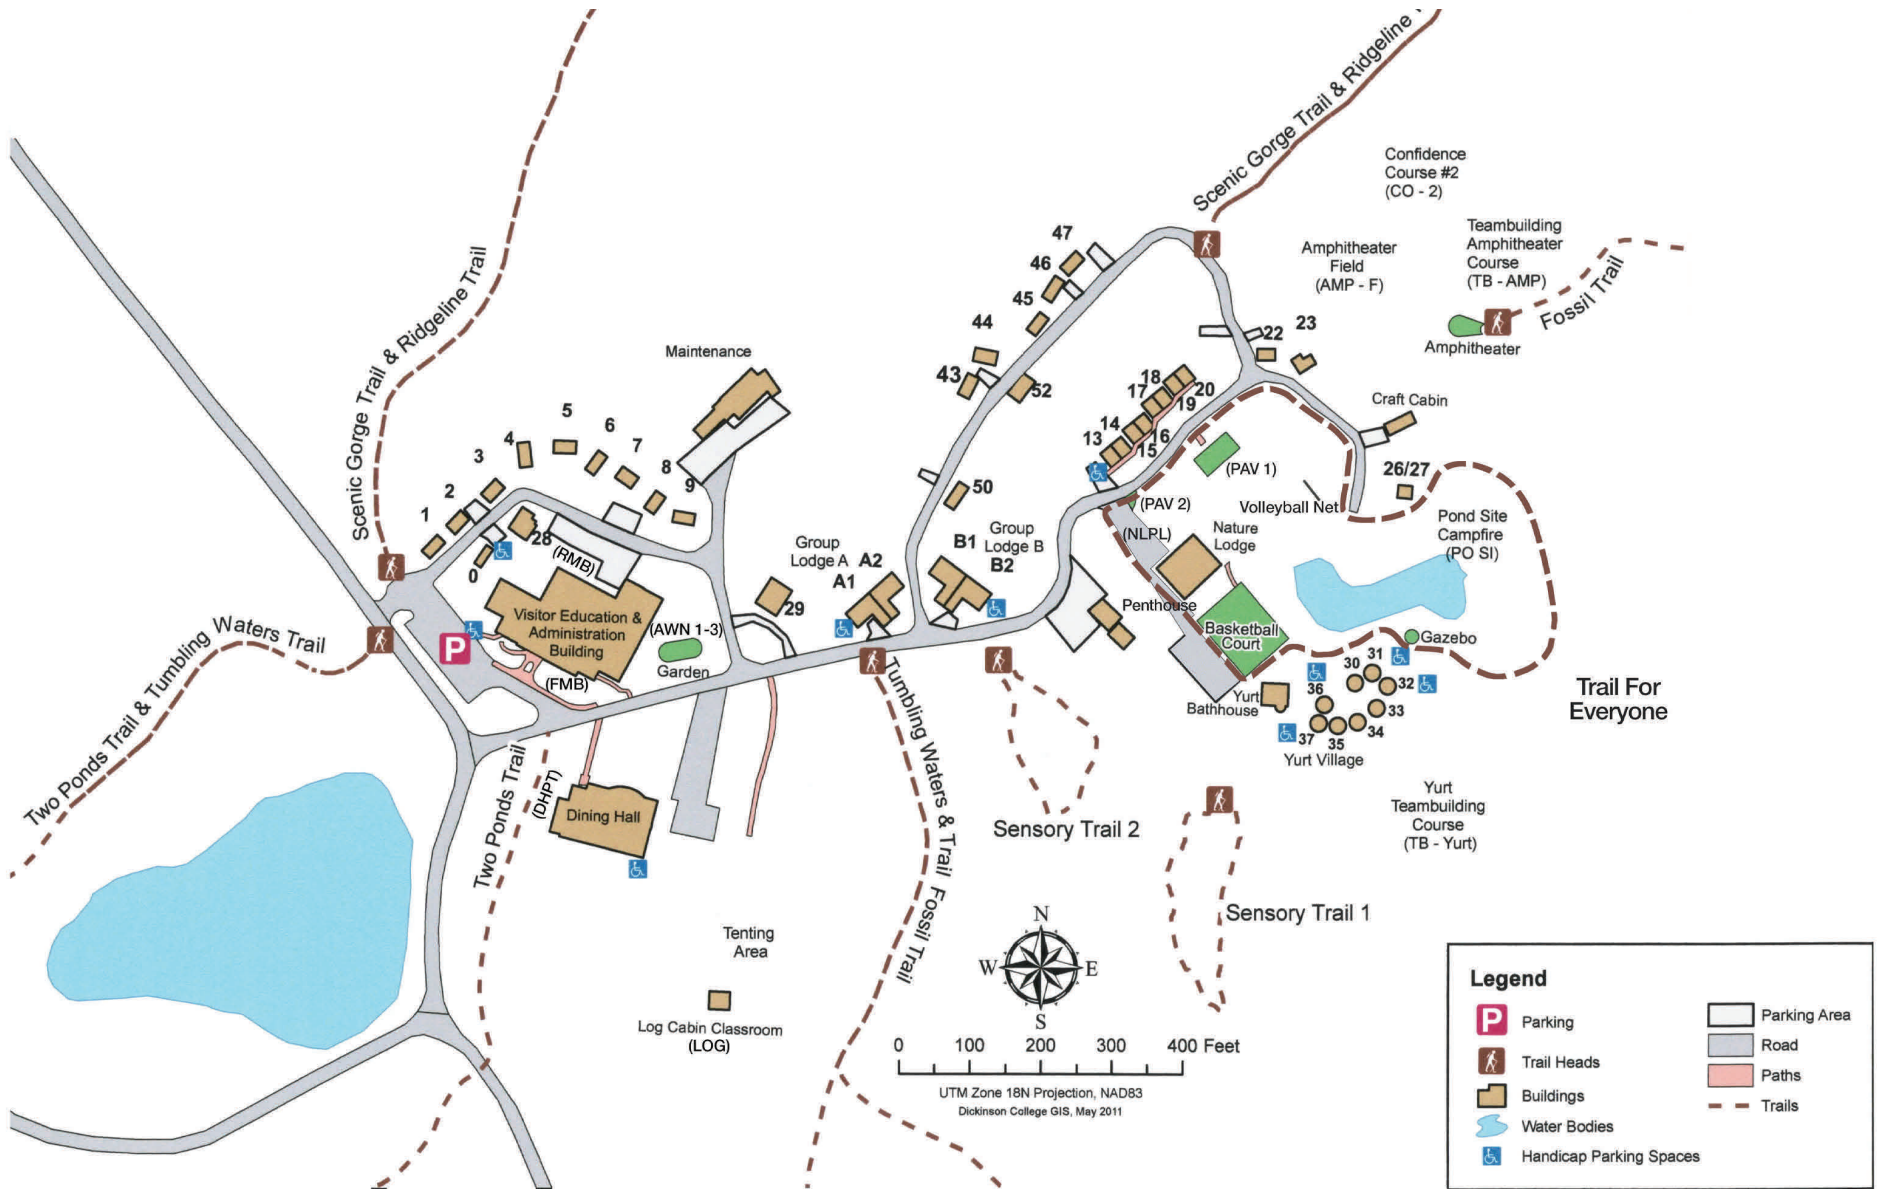 Scenic Gorge Trail & Ridgeline T
Confidence
Course #2
(CO - 2)
Teambuilding
Amphitheater
Course
(TB - AMP)
Amphitheater
Field
(AMP - F)
Fossil Trail
Amphitheater
47
46
45
44
43
52
22
23
18
17
20
19
14
16
13
15
Craft Cabin
26/27
(PAV 1)
(PAV 2)
Volleyball Net
(NLPL)
Nature
Lodge
Pond Site
Campfire
(PO SI)
Scenic Gorge Trail & Ridgeline Trail
Maintenance
5
6
4
7
3
8
2
9
1
0
28
(RMB)
50
Group
Lodge A
A2
A1
B1
Group
Lodge B
B2
29
Visitor Education &
Administration
Building
(AWN 1-3)
Garden
(FMB)
P
Penthouse
Basketball
Court
Gazebo
31
30
32
36
33
34
37
35
Yurt
Bathhouse
Yurt Village
Trail For
Everyone
Two Ponds Trail & Tumbling Waters Trail
Two Ponds Trail
(DHPT)
Dining Hall
Tumbling Waters & Trail Fossil Trail
Sensory Trail 2
Yurt
Teambuilding
Course
(TB - Yurt)
Sensory Trail 1
Tenting
Area
Log Cabin Classroom
(LOG)
N
W
E
S
0 100 200 300 400 Feet
UTM Zone 18N Projection, NAD83
Dickinson College GIS, May 2011
Legend
P Parking
Trail Heads
Buildings
Water Bodies
Handicap Parking Spaces
Parking Area
Road
Paths
Trails